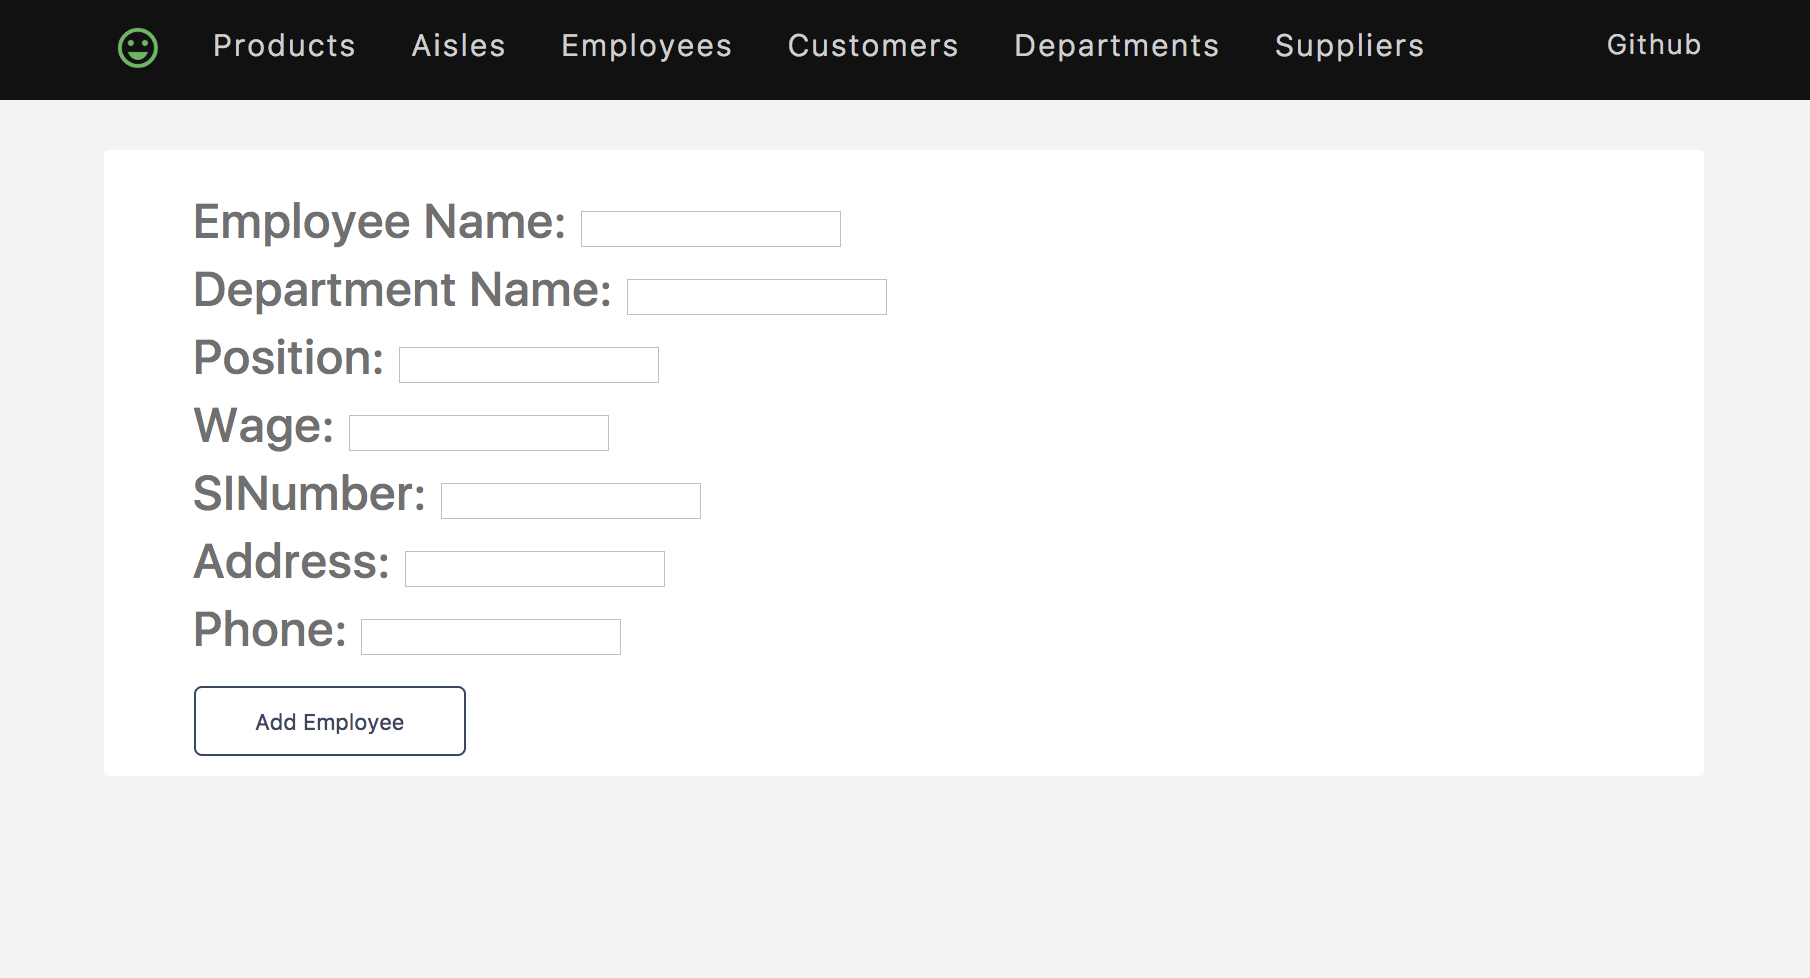 Products Aisles Employees Customers Departments Suppliers Github
Employee Name:
Department Name:
Position:
Wage:
SINumber:
Address:
Phone:
Add Employee